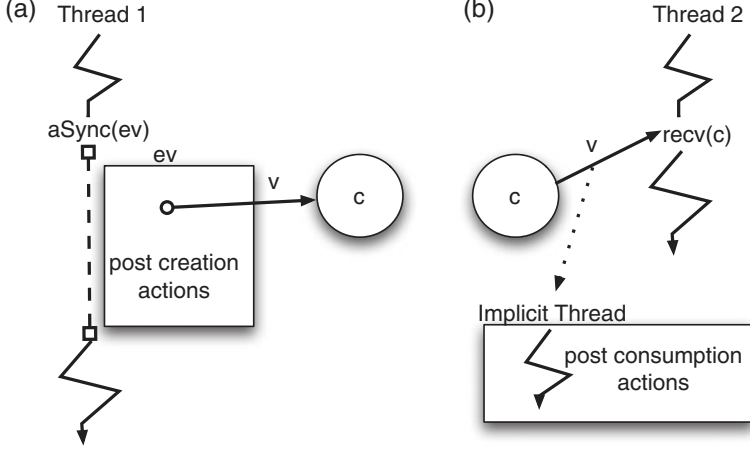 (a)
Thread 1
aSync(ev)
ev
v
c
post creation
actions
(b)
Thread 2
recv(c)
v
c
Implicit Thread
post consumption
actions